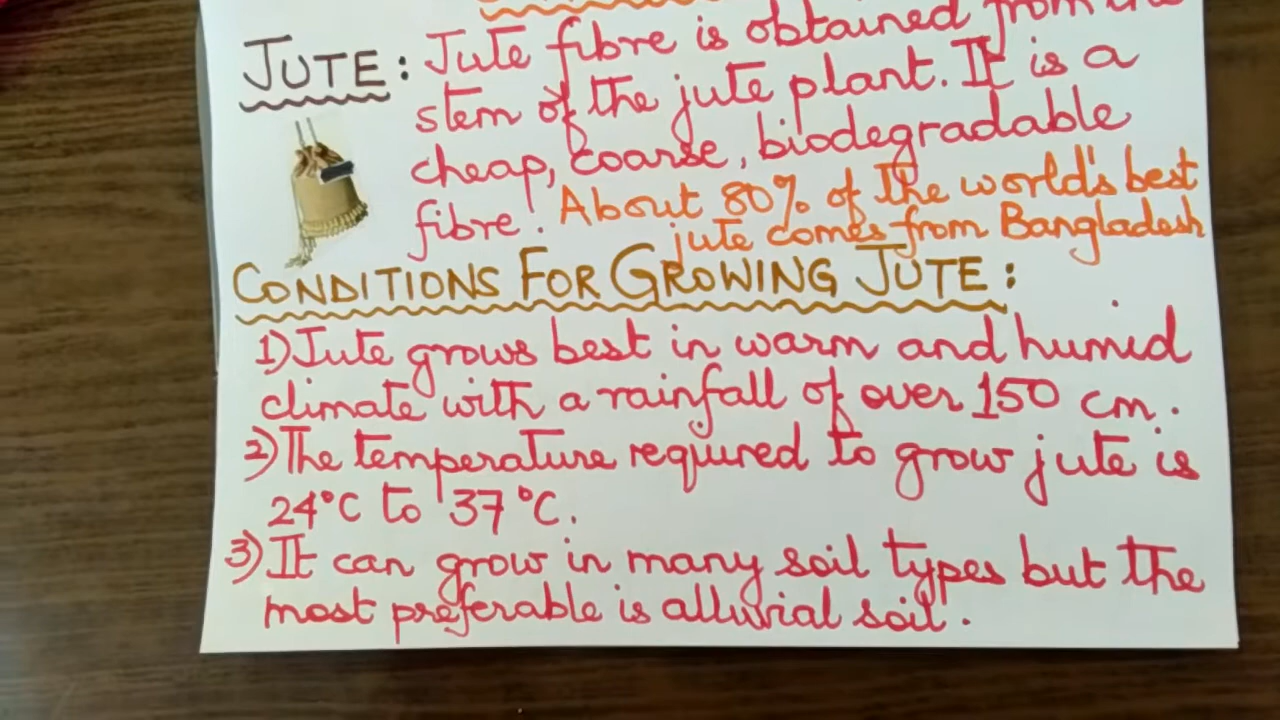 JUTE: Jute fibre is obtained from the
stem of the jute plant. It is a
cheap, coarse, biodegradable
fibre! About 80% of the world's best
jute comes from Bangladesh
CONDITIONS FOR GROWING JUTE:
1) Jute grows best in warm and humid
climate with a rainfall of over 150 cm.
2) The temperature required to grow jute is
24°C to 37°C.
3) It can grow in many soil types but the
most preferable is alluvial soil.